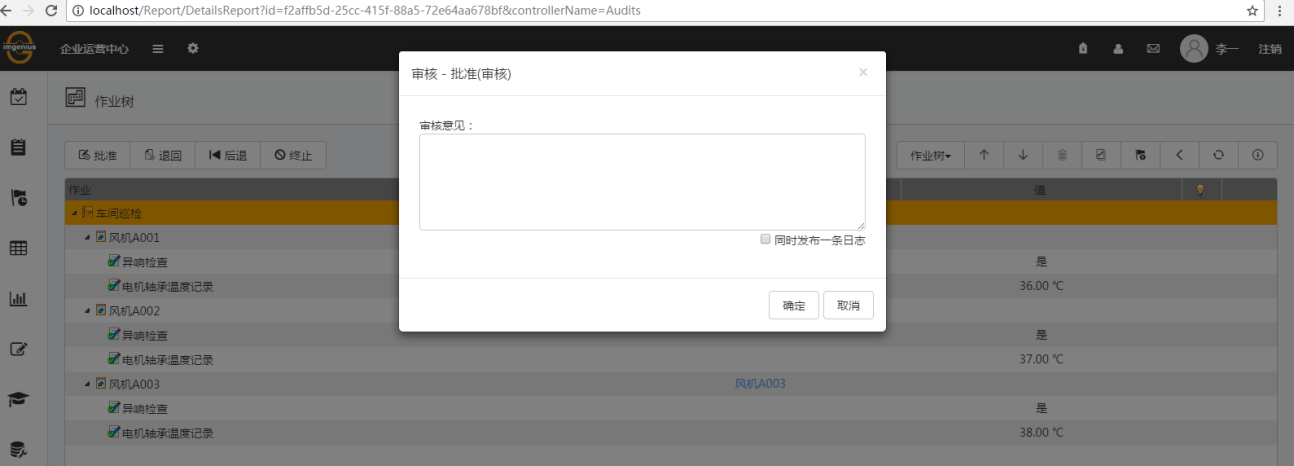 localhost/Report/DetailsReport?id=f2affb5d-25cc-415f-88a5-72e64aa678bf&controllerName=Audits
imgenius 企业运营中心 李一 注销
作业树
审核 - 批准(审核) ×
审核意见：
同时发布一条日志
确定 取消
批准 退回 后退 终止 作业树
作业 值
车间巡检
风机A001
异响检查 是
电机轴承温度记录 36.00 ℃
风机A002
异响检查 是
电机轴承温度记录 37.00 ℃
风机A003 风机A003
异响检查 是
电机轴承温度记录 38.00 ℃